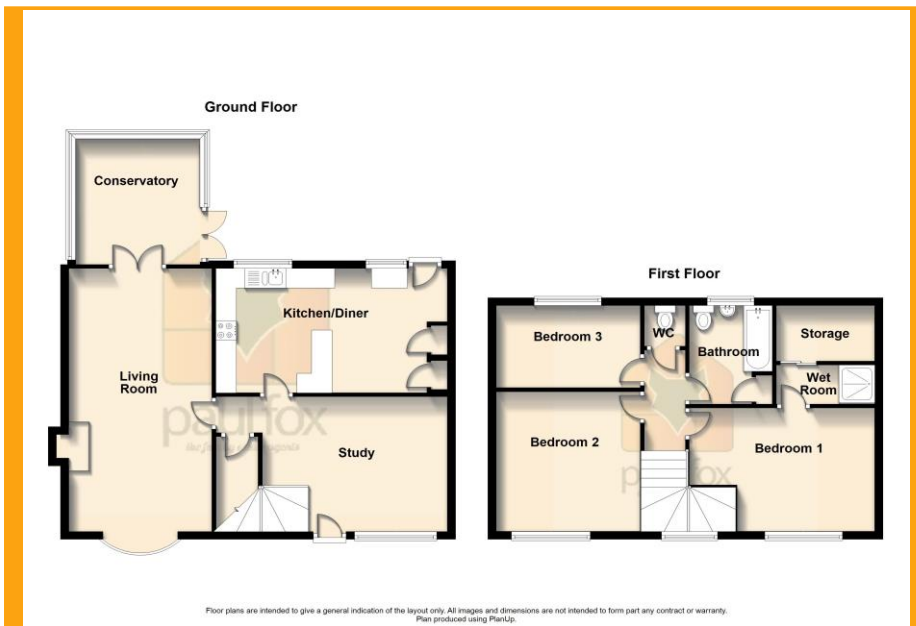 Ground Floor
Conservatory
Kitchen/Diner
Living
Room
Study
paulfox
First Floor
Bedroom 3
WC
Bathroom
Storage
Wet
Room
Bedroom 2
Bedroom 1
Floor plans are intended to give a general indication of the layout only. All images and dimensions are not intended to form part any contract or warranty.
Plan produced using PlanUp.